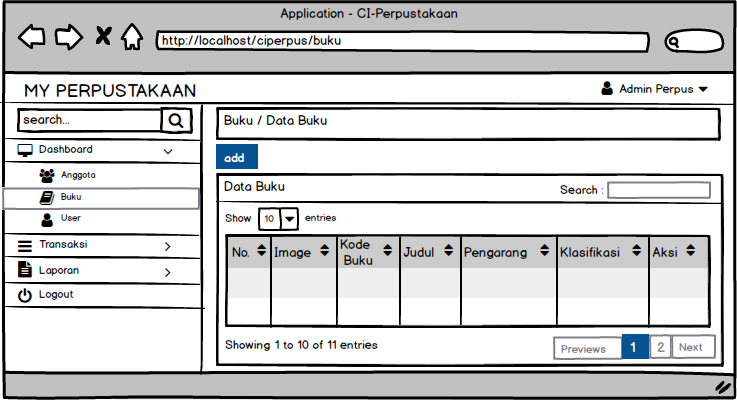 Application - CI-Perpustakaan
http://localhost/ciperpus/buku
MY PERPUSTAKAAN
Admin Perpus
search...
Dashboard
Anggota
Buku
User
Transaksi
Laporan
Logout
Buku / Data Buku
add
Data Buku
Search :
Show 10 entries
No. Image Kode Buku Judul Pengarang Klasifikasi Aksi
Showing 1 to 10 of 11 entries
Previews 1 2 Next